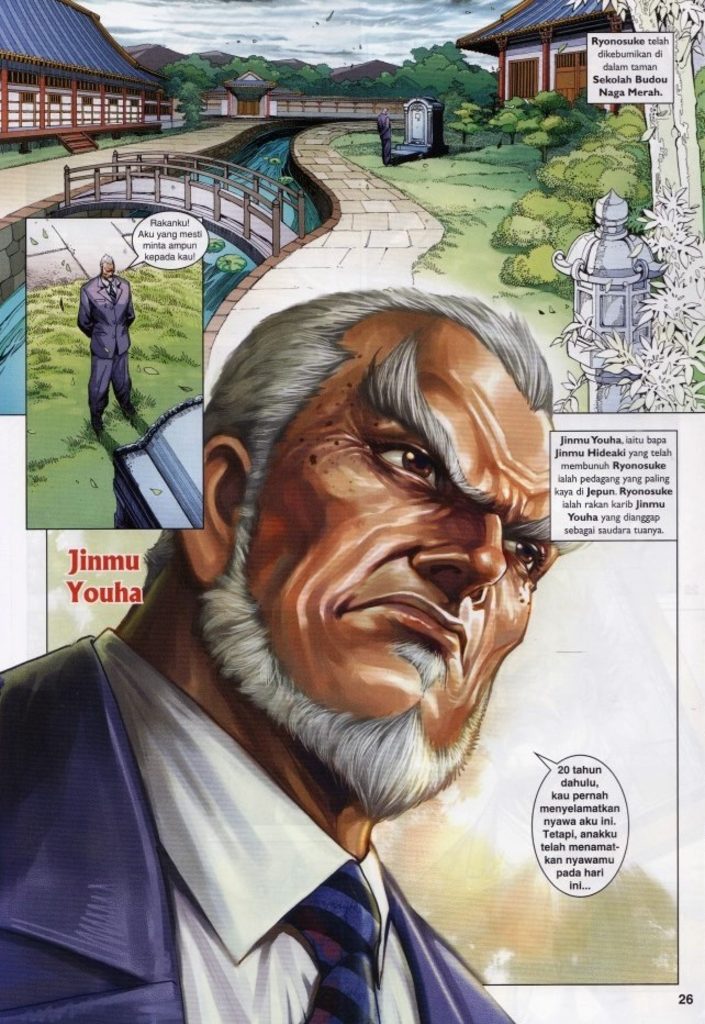 Ryonosuke telah
dikebumikan di
dalam taman
Sekolah Budou
Naga Merah.
Rakanku!
Aku yang mesti
minta ampun
kepada kau!
Jinmu Youha, iaitu bapa
Jinmu Hideaki yang telah
membunuh Ryonosuke
ialah pedagang yang paling
kaya di Jepun. Ryonosuke
ialah rakan karib Jinmu
Youha yang dianggap
sebagai saudara tuanya.
Jinmu
Youha
20 tahun
dahulu,
kau pernah
menyelamatkan
nyawa aku ini.
Tetapi, anakku
telah menamat-
kan nyawamu
pada hari
ini...
26